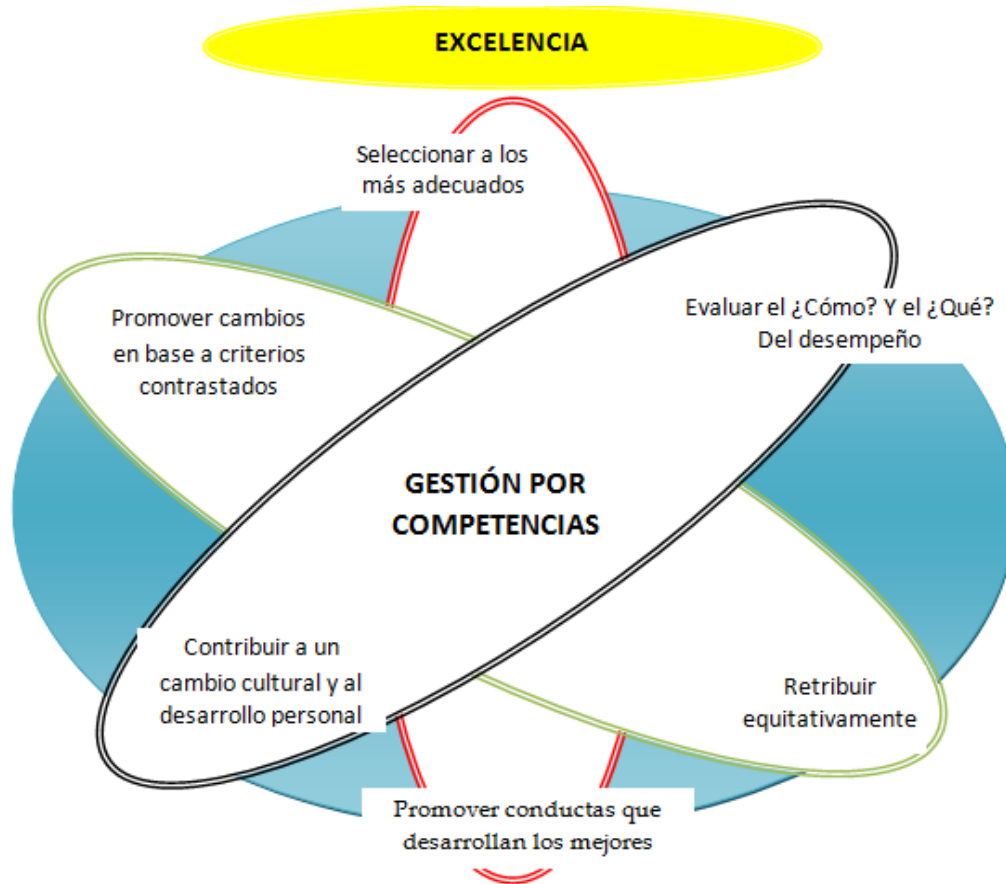 EXCELENCIA
Seleccionar a los
más adecuados
Evaluar el ¿Cómo? Y el ¿Qué?
Del desempeño
Promover cambios
en base a criterios
contrastados
GESTIÓN POR
COMPETENCIAS
Contribuir a un
cambio cultural y al
desarrollo personal
Retribuir
equitativamente
Promover conductas que
desarrollan los mejores